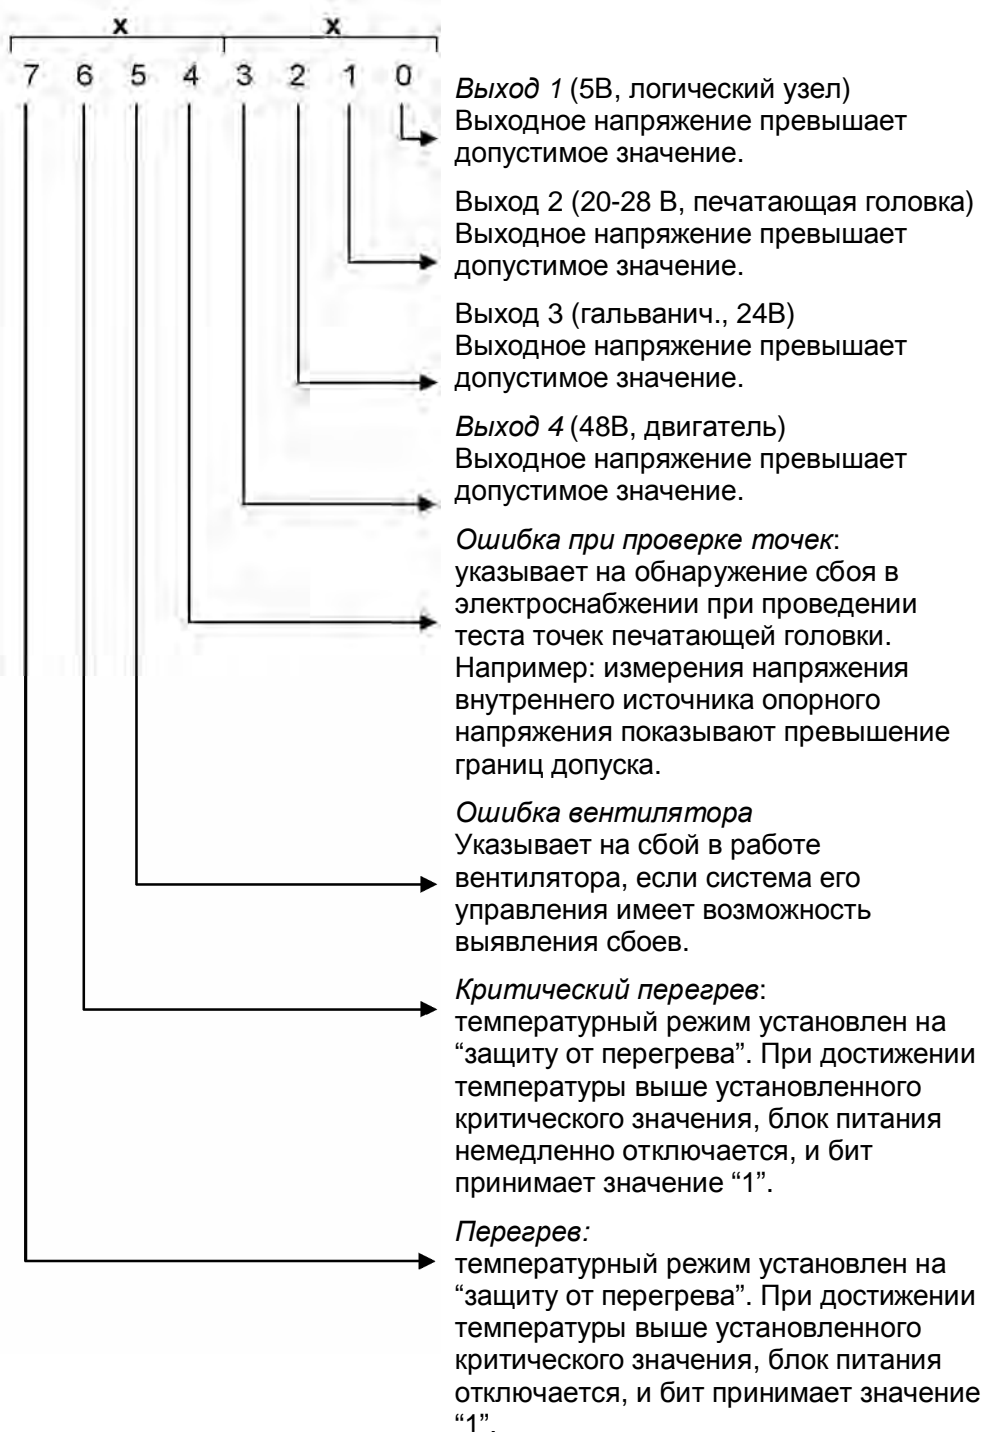 x x
7 6 5 4 3 2 1 0
Выход 1 (5В, логический узел)
Выходное напряжение превышает
допустимое значение.
Выход 2 (20-28 В, печатающая головка)
Выходное напряжение превышает
допустимое значение.
Выход 3 (гальванич., 24В)
Выходное напряжение превышает
допустимое значение.
Выход 4 (48В, двигатель)
Выходное напряжение превышает
допустимое значение.
Ошибка при проверке точек:
указывает на обнаружение сбоя в
электроснабжении при проведении
теста точек печатающей головки.
Например: измерения напряжения
внутреннего источника опорного
напряжения показывают превышение
границ допуска.
Ошибка вентилятора
Указывает на сбой в работе
вентилятора, если система его
управления имеет возможность
выявления сбоев.
Критический перегрев:
температурный режим установлен на
“защиту от перегрева”. При достижении
температуры выше установленного
критического значения, блок питания
немедленно отключается, и бит
принимает значение “1”.
Перегрев:
температурный режим установлен на
“защиту от перегрева”. При достижении
температуры выше установленного
критического значения, блок питания
отключается, и бит принимает значение
“1”.